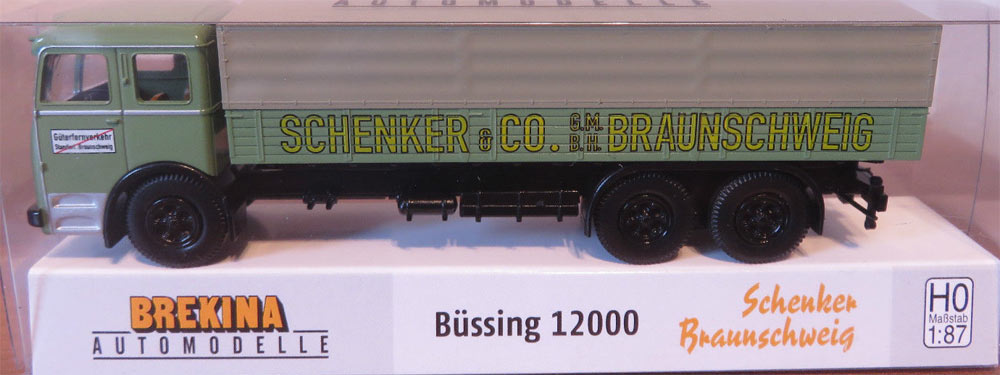 AUTOMODELLE
Güterfernverkehr
Standort Braunschweig
SCHENKER & CO. G.M.B.H. BRAUNSCHWEIG
BREKINA
AUTOMODELLE
Büssing 12000
Schenker
Braunschweig
H0
Maßstab
1:87